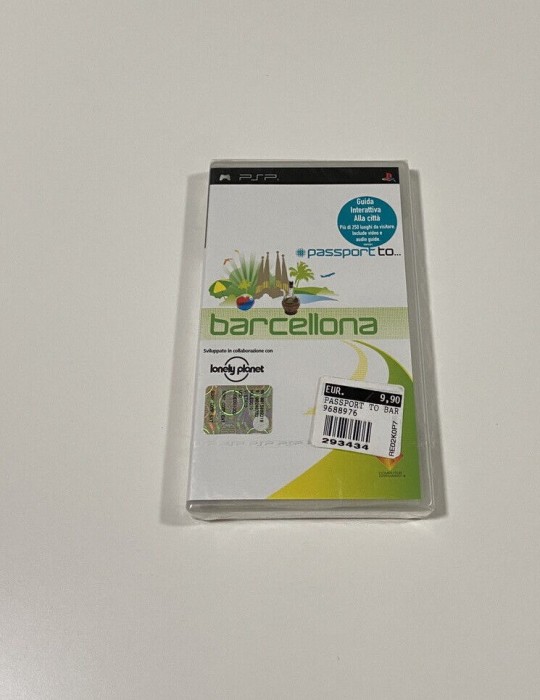 PSP
Guida
Interattiva
Alla città
Più di 250 luoghi da visitare
Include video e
audio guide
passport to...
barcellona
Sviluppato in collaborazione con
lonely planet
EUR. 9,90
PASSPORT TO BAR
9688976
293434